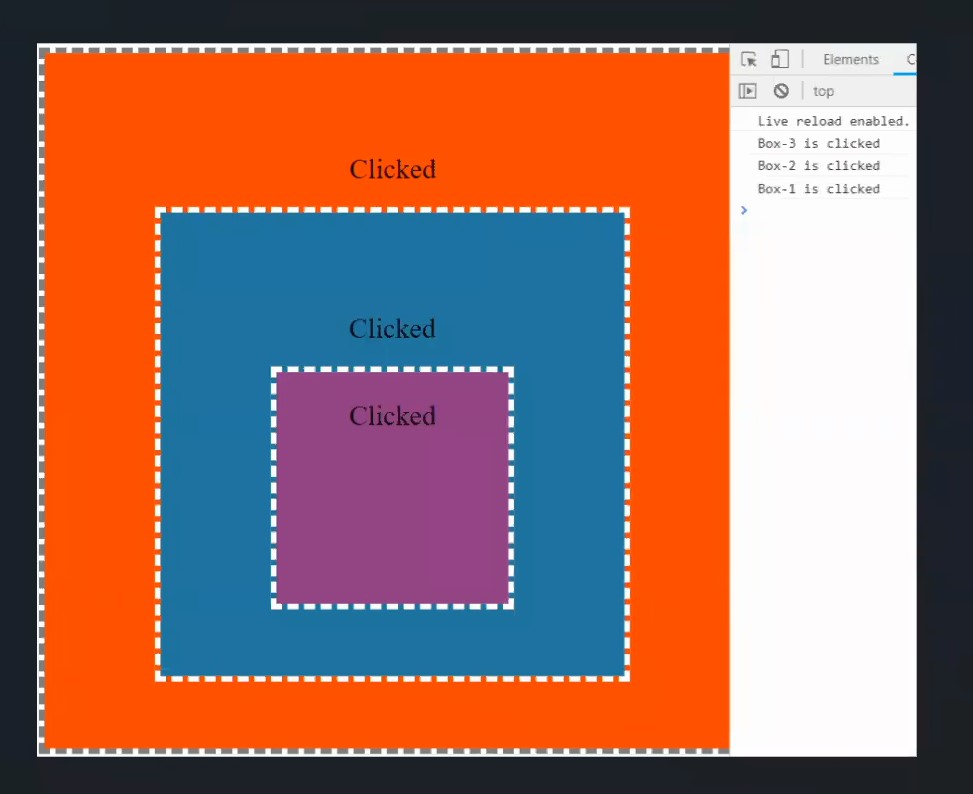 Elements
top
Live reload enabled.
Box-3 is clicked
Box-2 is clicked
Box-1 is clicked
Clicked
Clicked
Clicked